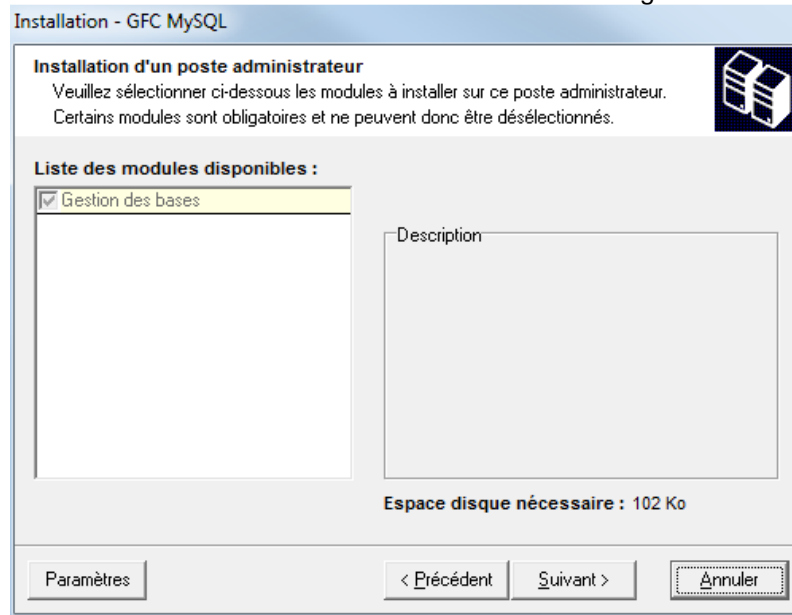 Installation - GFC MySQL
Installation d'un poste administrateur
Veuillez sélectionner ci-dessous les modules à installer sur ce poste administrateur.
Certains modules sont obligatoires et ne peuvent donc être désélectionnés.
Liste des modules disponibles :
Gestion des bases
Description
Espace disque nécessaire : 102 Ko
Paramètres
< Précédent
Suivant >
Annuler